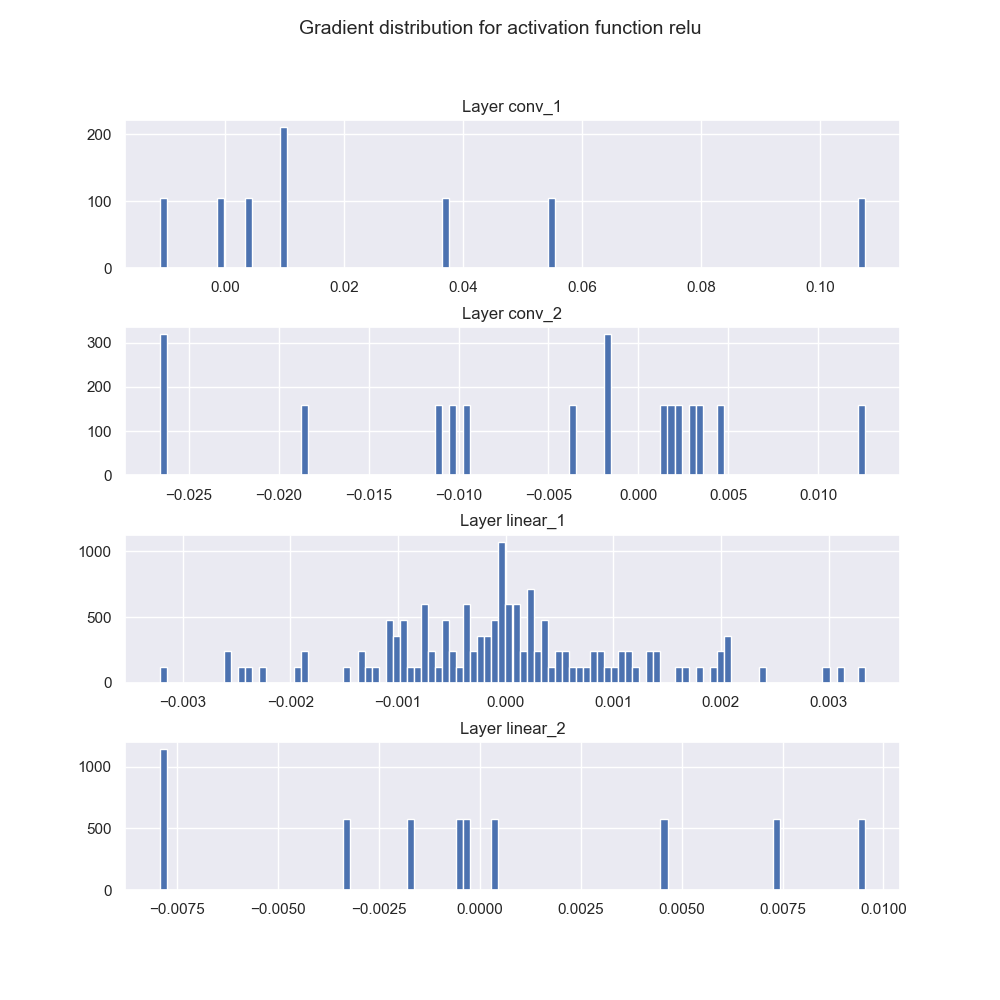 Gradient distribution for activation function relu
Layer conv_1
200
100
0
0.00 0.02 0.04 0.06 0.08 0.10
Layer conv_2
300
200
100
0
−0.025 −0.020 −0.015 −0.010 −0.005 0.000 0.005 0.010
Layer linear_1
1000
500
0
−0.003 −0.002 −0.001 0.000 0.001 0.002 0.003
Layer linear_2
1000
500
0
−0.0075 −0.0050 −0.0025 0.0000 0.0025 0.0050 0.0075 0.0100